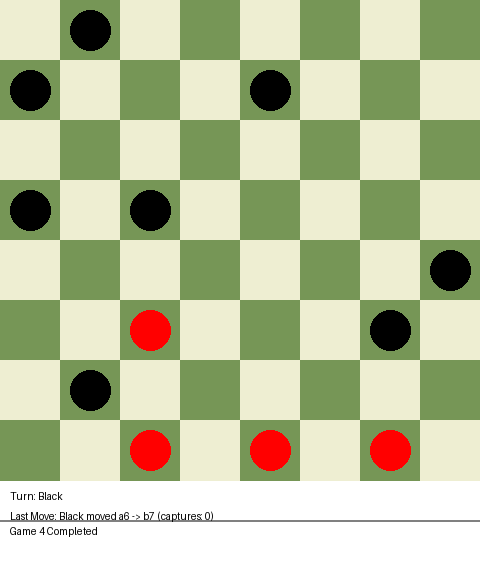 Turn: Black
Last Move: Black moved a6 -> b7 (captures: 0)
Game 4 Completed